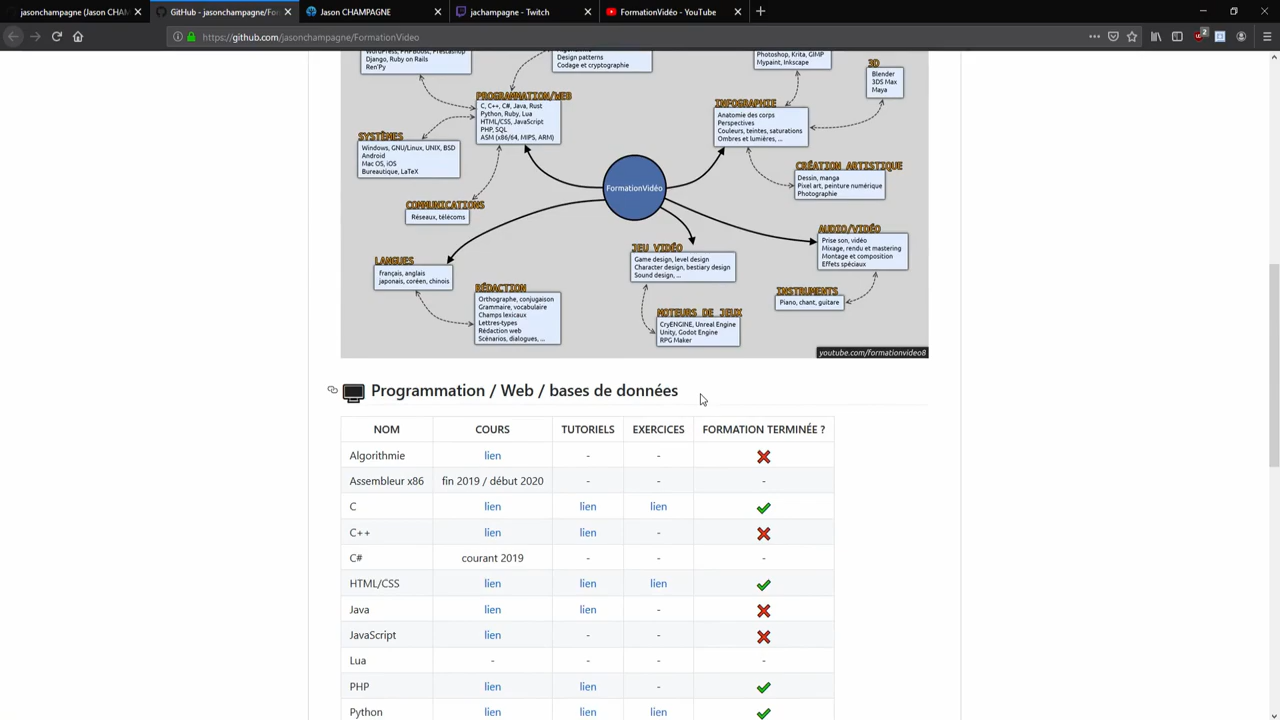 jasonchampagne (Jason CHAM
GitHub - jasonchampagne/For
Jason CHAMPAGNE
jachampagne - Twitch
FormationVidéo - YouTube
https://github.com/jasonchampagne/FormationVidéo
2
WordPress, PHPBoost, Prestashop
Django, Ruby on Rails
Ren'Py
Design patterns
Codage et cryptographie
Photoshop, Krita, GIMP
Mypaint, Inkscape
3D
Blender
3DS Max
Maya
PROGRAMMATION/WEB
C, C++, C#, Java, Rust
Python, Ruby, Lua
HTML/CSS, JavaScript
PHP, SQL
ASM (x86/64, MIPS, ARM)
INFOGRAPHIE
Anatomie des corps
Perspectives
Couleurs, teintes, saturations
Ombres et lumières, ...
SYSTÈMES
Windows, GNU/Linux, UNIX, BSD
Android
Mac OS, iOS
Bureautique, LaTeX
FormationVidéo
CRÉATION ARTISTIQUE
Dessin, manga
Pixel art, peinture numérique
Photographie
COMMUNICATIONS
Réseaux, télécoms
AUDIO/VIDÉO
Prise son, vidéo
Mixage, rendu et mastering
Montage et composition
Effets spéciaux
JEU VIDÉO
Game design, level design
Character design, bestiary design
Sound design, ...
LANGUES
français, anglais
japonais, coréen, chinois
RÉDACTION
Orthographe, conjugaison
Grammaire, vocabulaire
Champs lexicaux
Lettres-types
Rédaction web
Scénarios, dialogues, ...
INSTRUMENTS
Piano, chant, guitare
MOTEURS DE JEUX
CryENGINE, Unreal Engine
Unity, Godot Engine
RPG Maker
youtube.com/formationvideo8
Programmation / Web / bases de données
NOM COURS TUTORIELS EXERCICES FORMATION TERMINÉE ?
Algorithmie lien - -
Assembleur x86 fin 2019 / début 2020 - - -
C lien lien lien
C++ lien lien -
C# courant 2019 - - -
HTML/CSS lien lien lien
Java lien lien -
JavaScript lien - -
Lua - - - -
PHP lien lien -
Python lien lien lien